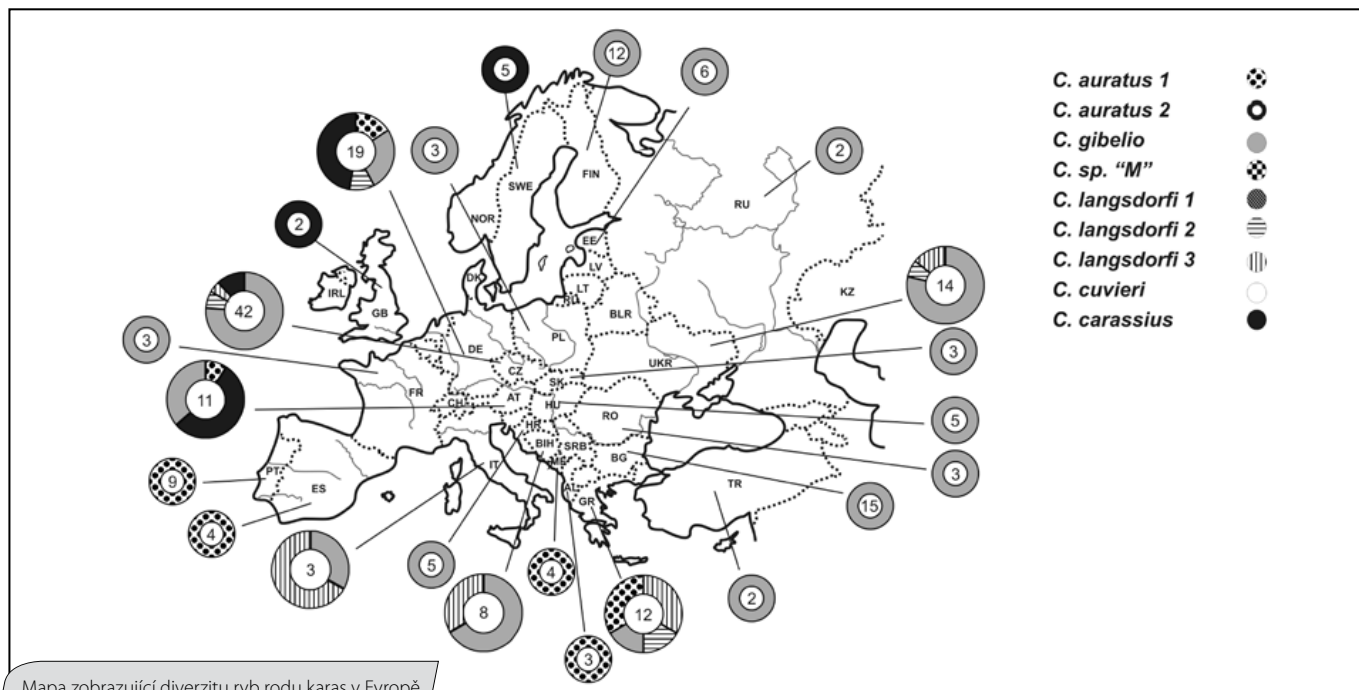 5
12
6
19
3
2
SWE
FIN
RU
NOR
2
EE
LV
DK
LT
RU
KZ
IRL
GB
BLR
14
42
DE
PL
3
CZ
UKR
3
SK
FR
CH
AT
HU
11
RO
5
HR
BIH
SRB
IT
ME
BG
3
PT
ES
AL
TR
9
GR
15
4
3
5
4
2
8
12
3
C. auratus 1
C. auratus 2
C. gibelio
C. sp. “M”
C. langsdorfi 1
C. langsdorfi 2
C. langsdorfi 3
C. cuvieri
C. carassius
Mapa zobrazující diverzitu ryb rodu karas v Evropě